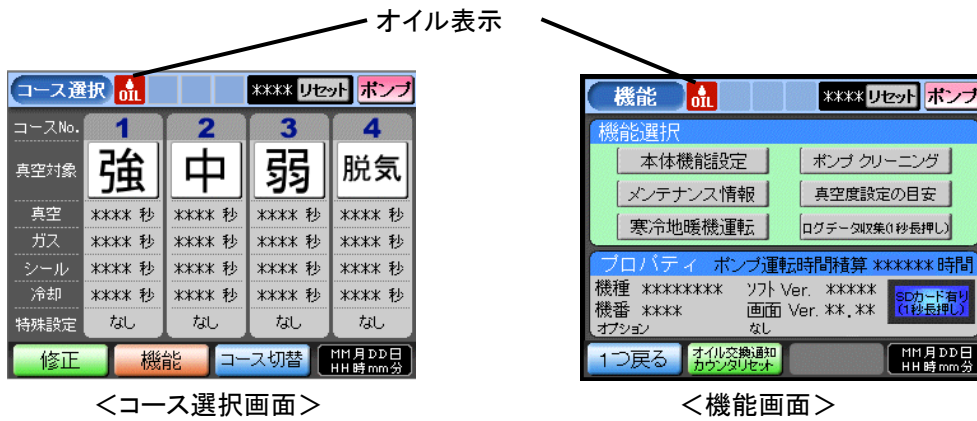 オイル表示
コース選択 OIL **** リセット ポンプ
コースNo. 1 2 3 4
真空対象 強 中 弱 脱気
真空 **** 秒 **** 秒 **** 秒 **** 秒
ガス **** 秒 **** 秒 **** 秒 **** 秒
シール **** 秒 **** 秒 **** 秒 **** 秒
冷却 **** 秒 **** 秒 **** 秒 **** 秒
特殊設定 なし なし なし なし
修正 機能 コース切替 MM月DD日
HH時mm分
<コース選択画面>
機能 OIL **** リセット ポンプ
機能選択
本体機能設定 ポンプ クリーニング
メンテナンス情報 真空度設定の目安
寒冷地暖機運転 ログデータ収集(1秒長押し)
プロパティ ポンプ運転時間積算 ****** 時間
機種 ******** ソフト Ver. *****
機番 **** 画面 Ver. **.**
オプション なし
SDカード有り
(1秒長押し)
1つ戻る オイル交換通知
カウンタリセット
MM月DD日
HH時mm分
<機能画面>